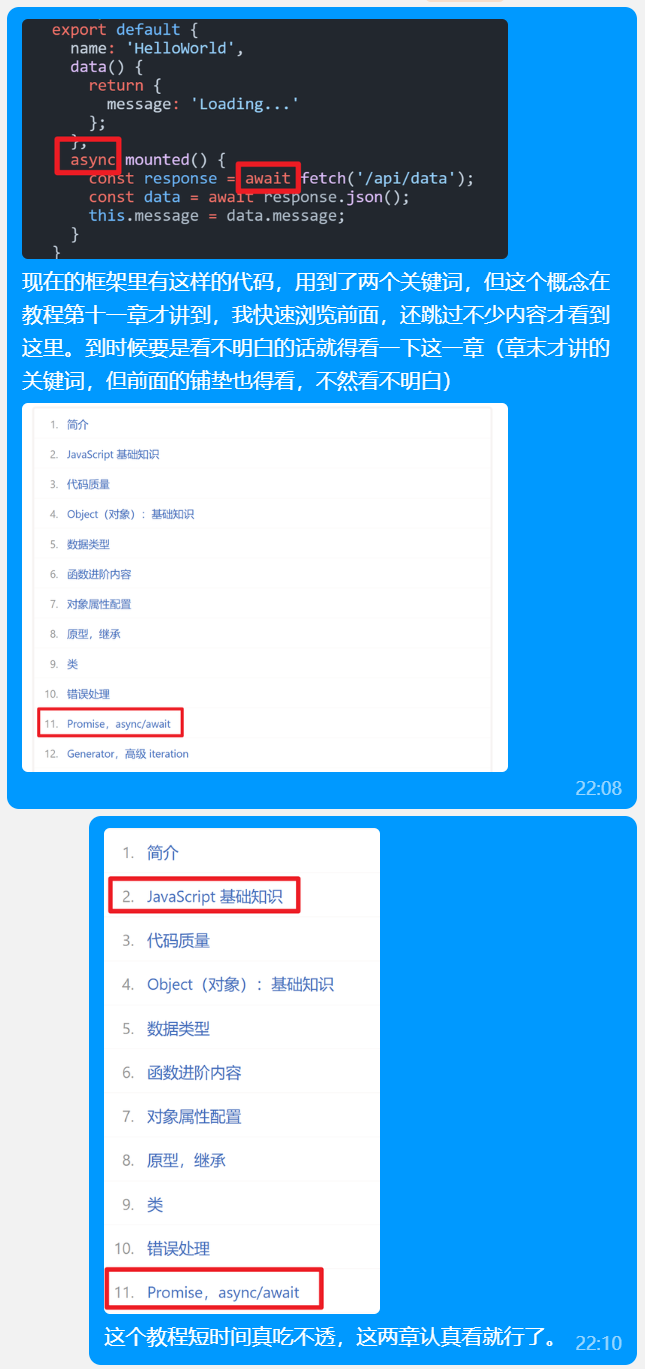 export default {
name: 'HelloWorld',
data() {
return {
message: 'Loading...'
};
},
async mounted() {
const response = await fetch('/api/data');
const data = await response.json();
this.message = data.message;
}
}
现在的框架里有这样的代码，用到了两个关键词，但这个概念在
教程第十一章才讲到，我快速浏览前面，还跳过不少内容才看到
这里。到时候要是看不明白的话就得看一下这一章（章末才讲的
关键词，但前面的铺垫也得看，不然看不明白）
1. 简介
2. JavaScript 基础知识
3. 代码质量
4. Object（对象）：基础知识
5. 数据类型
6. 函数进阶内容
7. 对象属性配置
8. 原型，继承
9. 类
10. 错误处理
11. Promise，async/await
12. Generator，高级 iteration
22:08
1. 简介
2. JavaScript 基础知识
3. 代码质量
4. Object（对象）：基础知识
5. 数据类型
6. 函数进阶内容
7. 对象属性配置
8. 原型，继承
9. 类
10. 错误处理
11. Promise，async/await
这个教程短时间真吃不透，这两章认真看就行了。
22:10